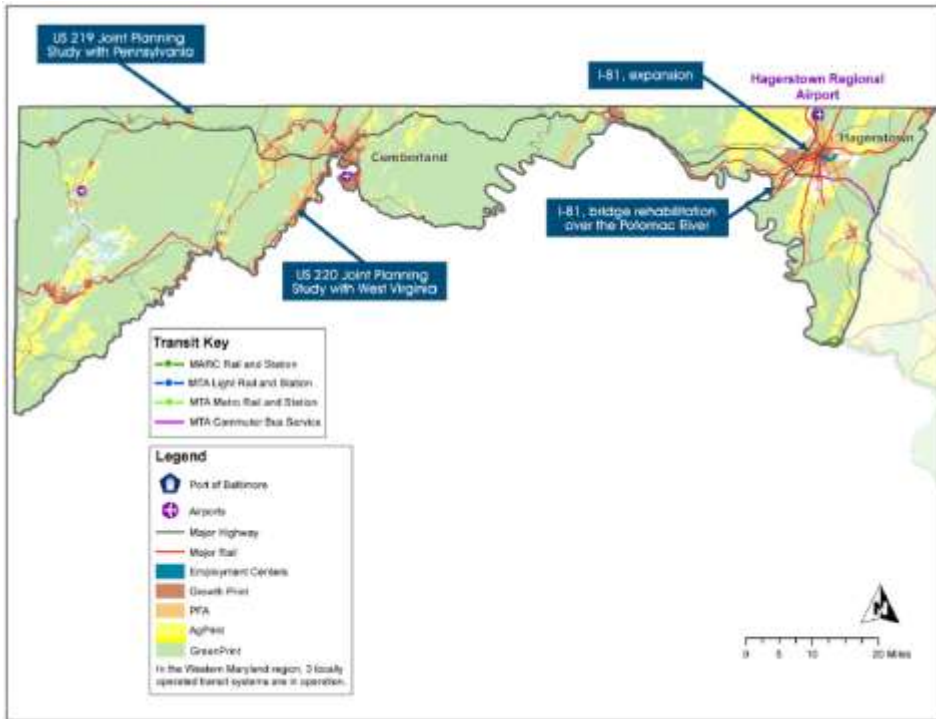 US 219 Joint Planning
Study with Pennsylvania
I-81, expansion
Hagerstown Regional
Airport
Hagerstown
Cumberland
I-81, bridge rehabilitation
over the Potomac River
US 220 Joint Planning
Study with West Virginia
Transit Key
MARC Rail and Station
MTA Light Rail and Station
MTA Metro Rail and Station
MTA Commuter Bus Service
Legend
Port of Baltimore
Airports
Major Highway
Major Rail
Employment Centers
Growth Print
PFA
AgPrint
GreenPrint
In the Western Maryland region, 3 locally
operated transit systems are in operation.
N
0 5 10 20 Miles